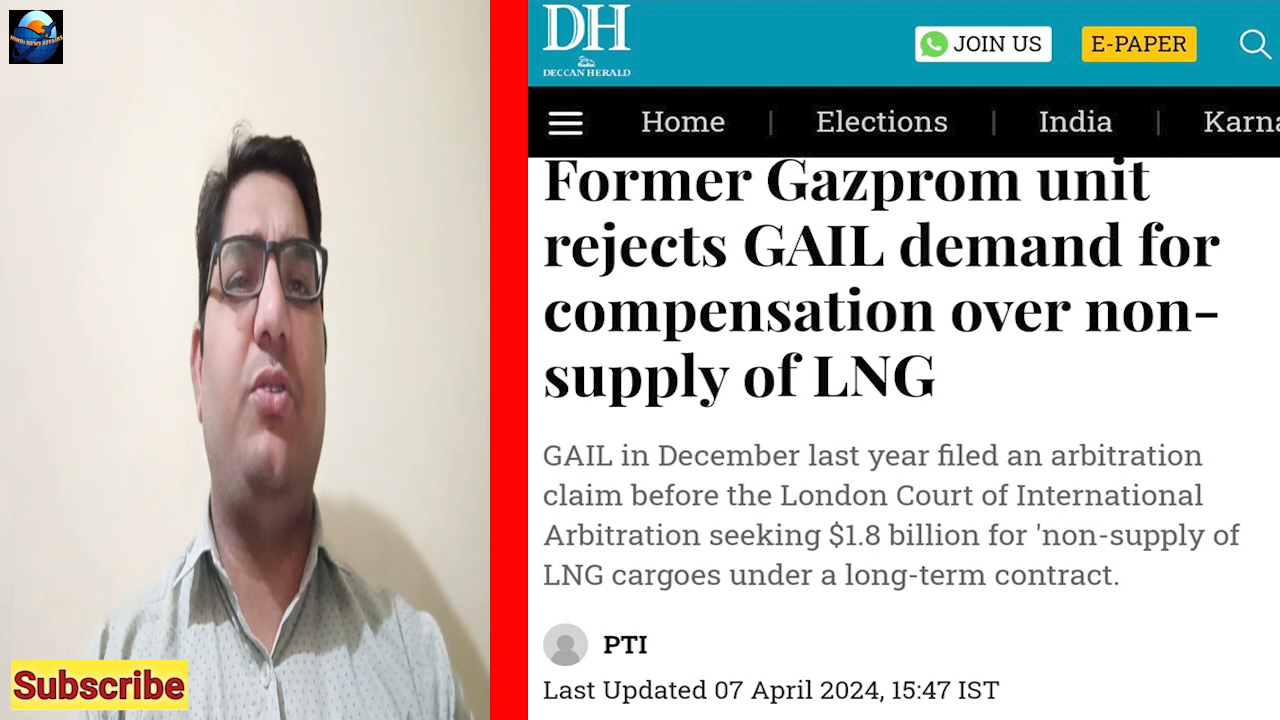 HINDI NEWS AFFAIRS
Subscribe
DH
DECCAN HERALD
JOIN US
E-PAPER
Home | Elections | India | Karna
Former Gazprom unit
rejects GAIL demand for
compensation over non-
supply of LNG
GAIL in December last year filed an arbitration
claim before the London Court of International
Arbitration seeking $1.8 billion for 'non-supply of
LNG cargoes under a long-term contract.
PTI
Last Updated 07 April 2024, 15:47 IST